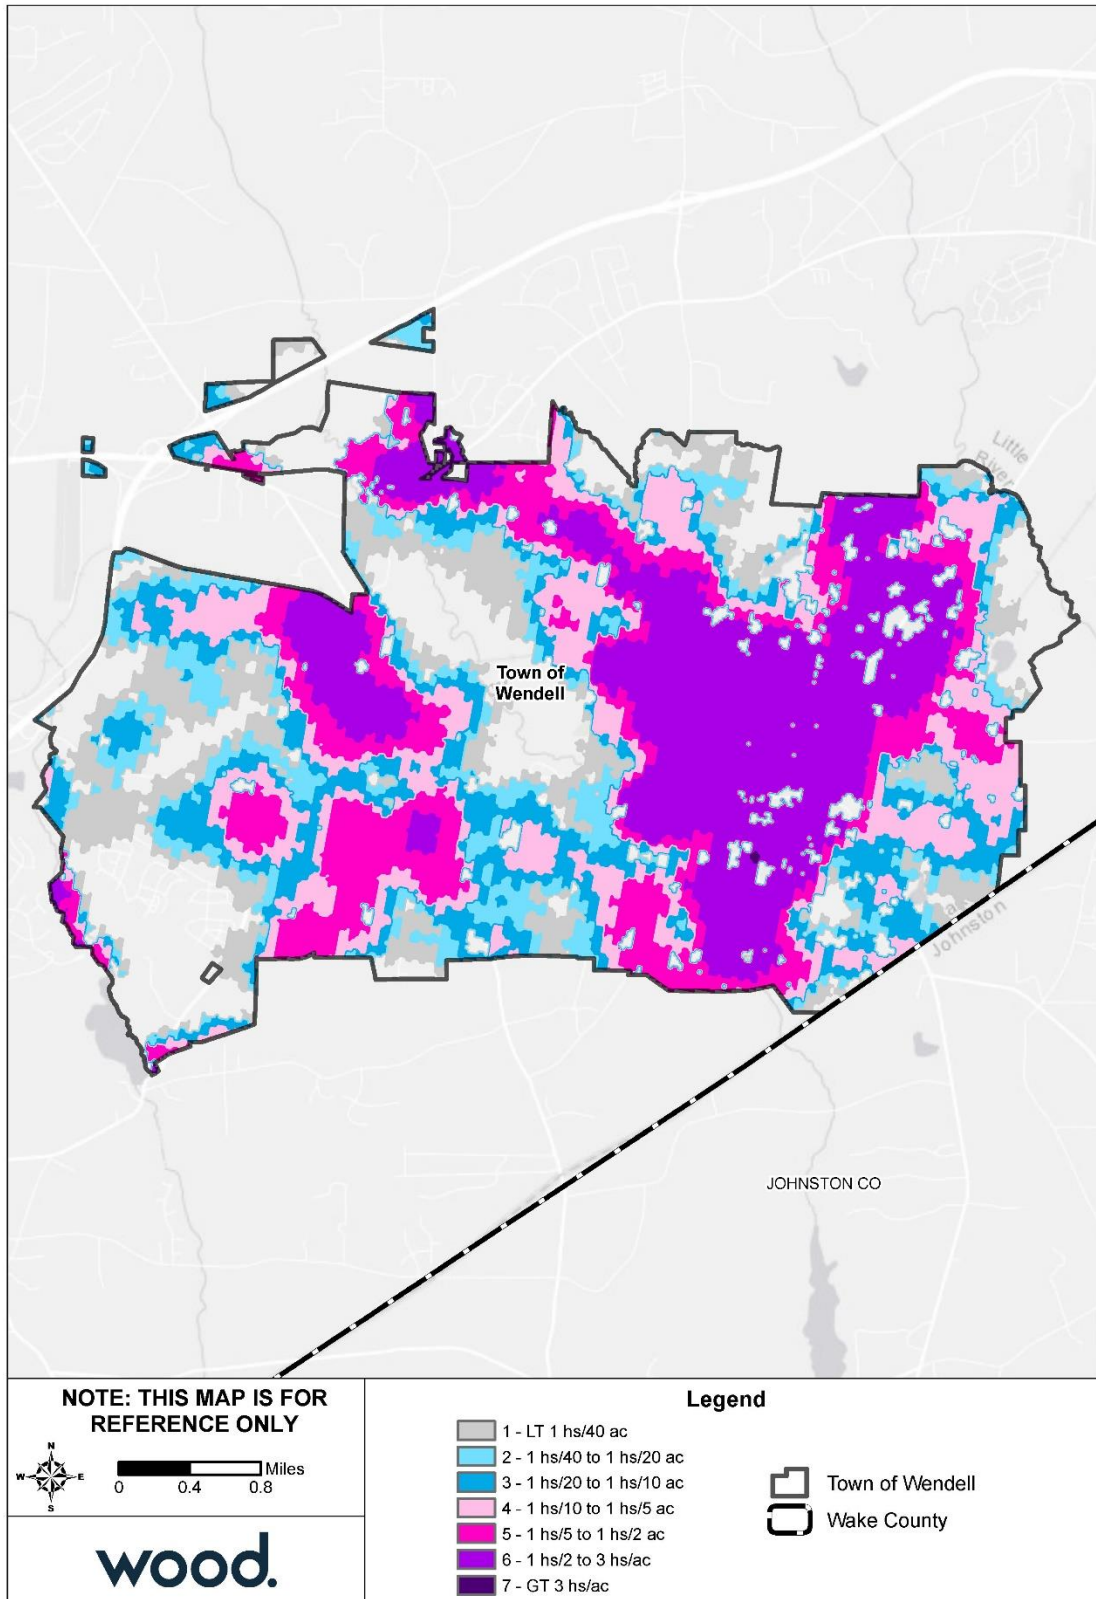 Little
River
Town of
Wendell
Johnston
JOHNSTON CO
NOTE: THIS MAP IS FOR
REFERENCE ONLY
N
W E
S
Miles
0 0.4 0.8
wood.
Legend
1 - LT 1 hs/40 ac
2 - 1 hs/40 to 1 hs/20 ac
3 - 1 hs/20 to 1 hs/10 ac
4 - 1 hs/10 to 1 hs/5 ac
5 - 1 hs/5 to 1 hs/2 ac
6 - 1 hs/2 to 3 hs/ac
7 - GT 3 hs/ac
Town of Wendell
Wake County